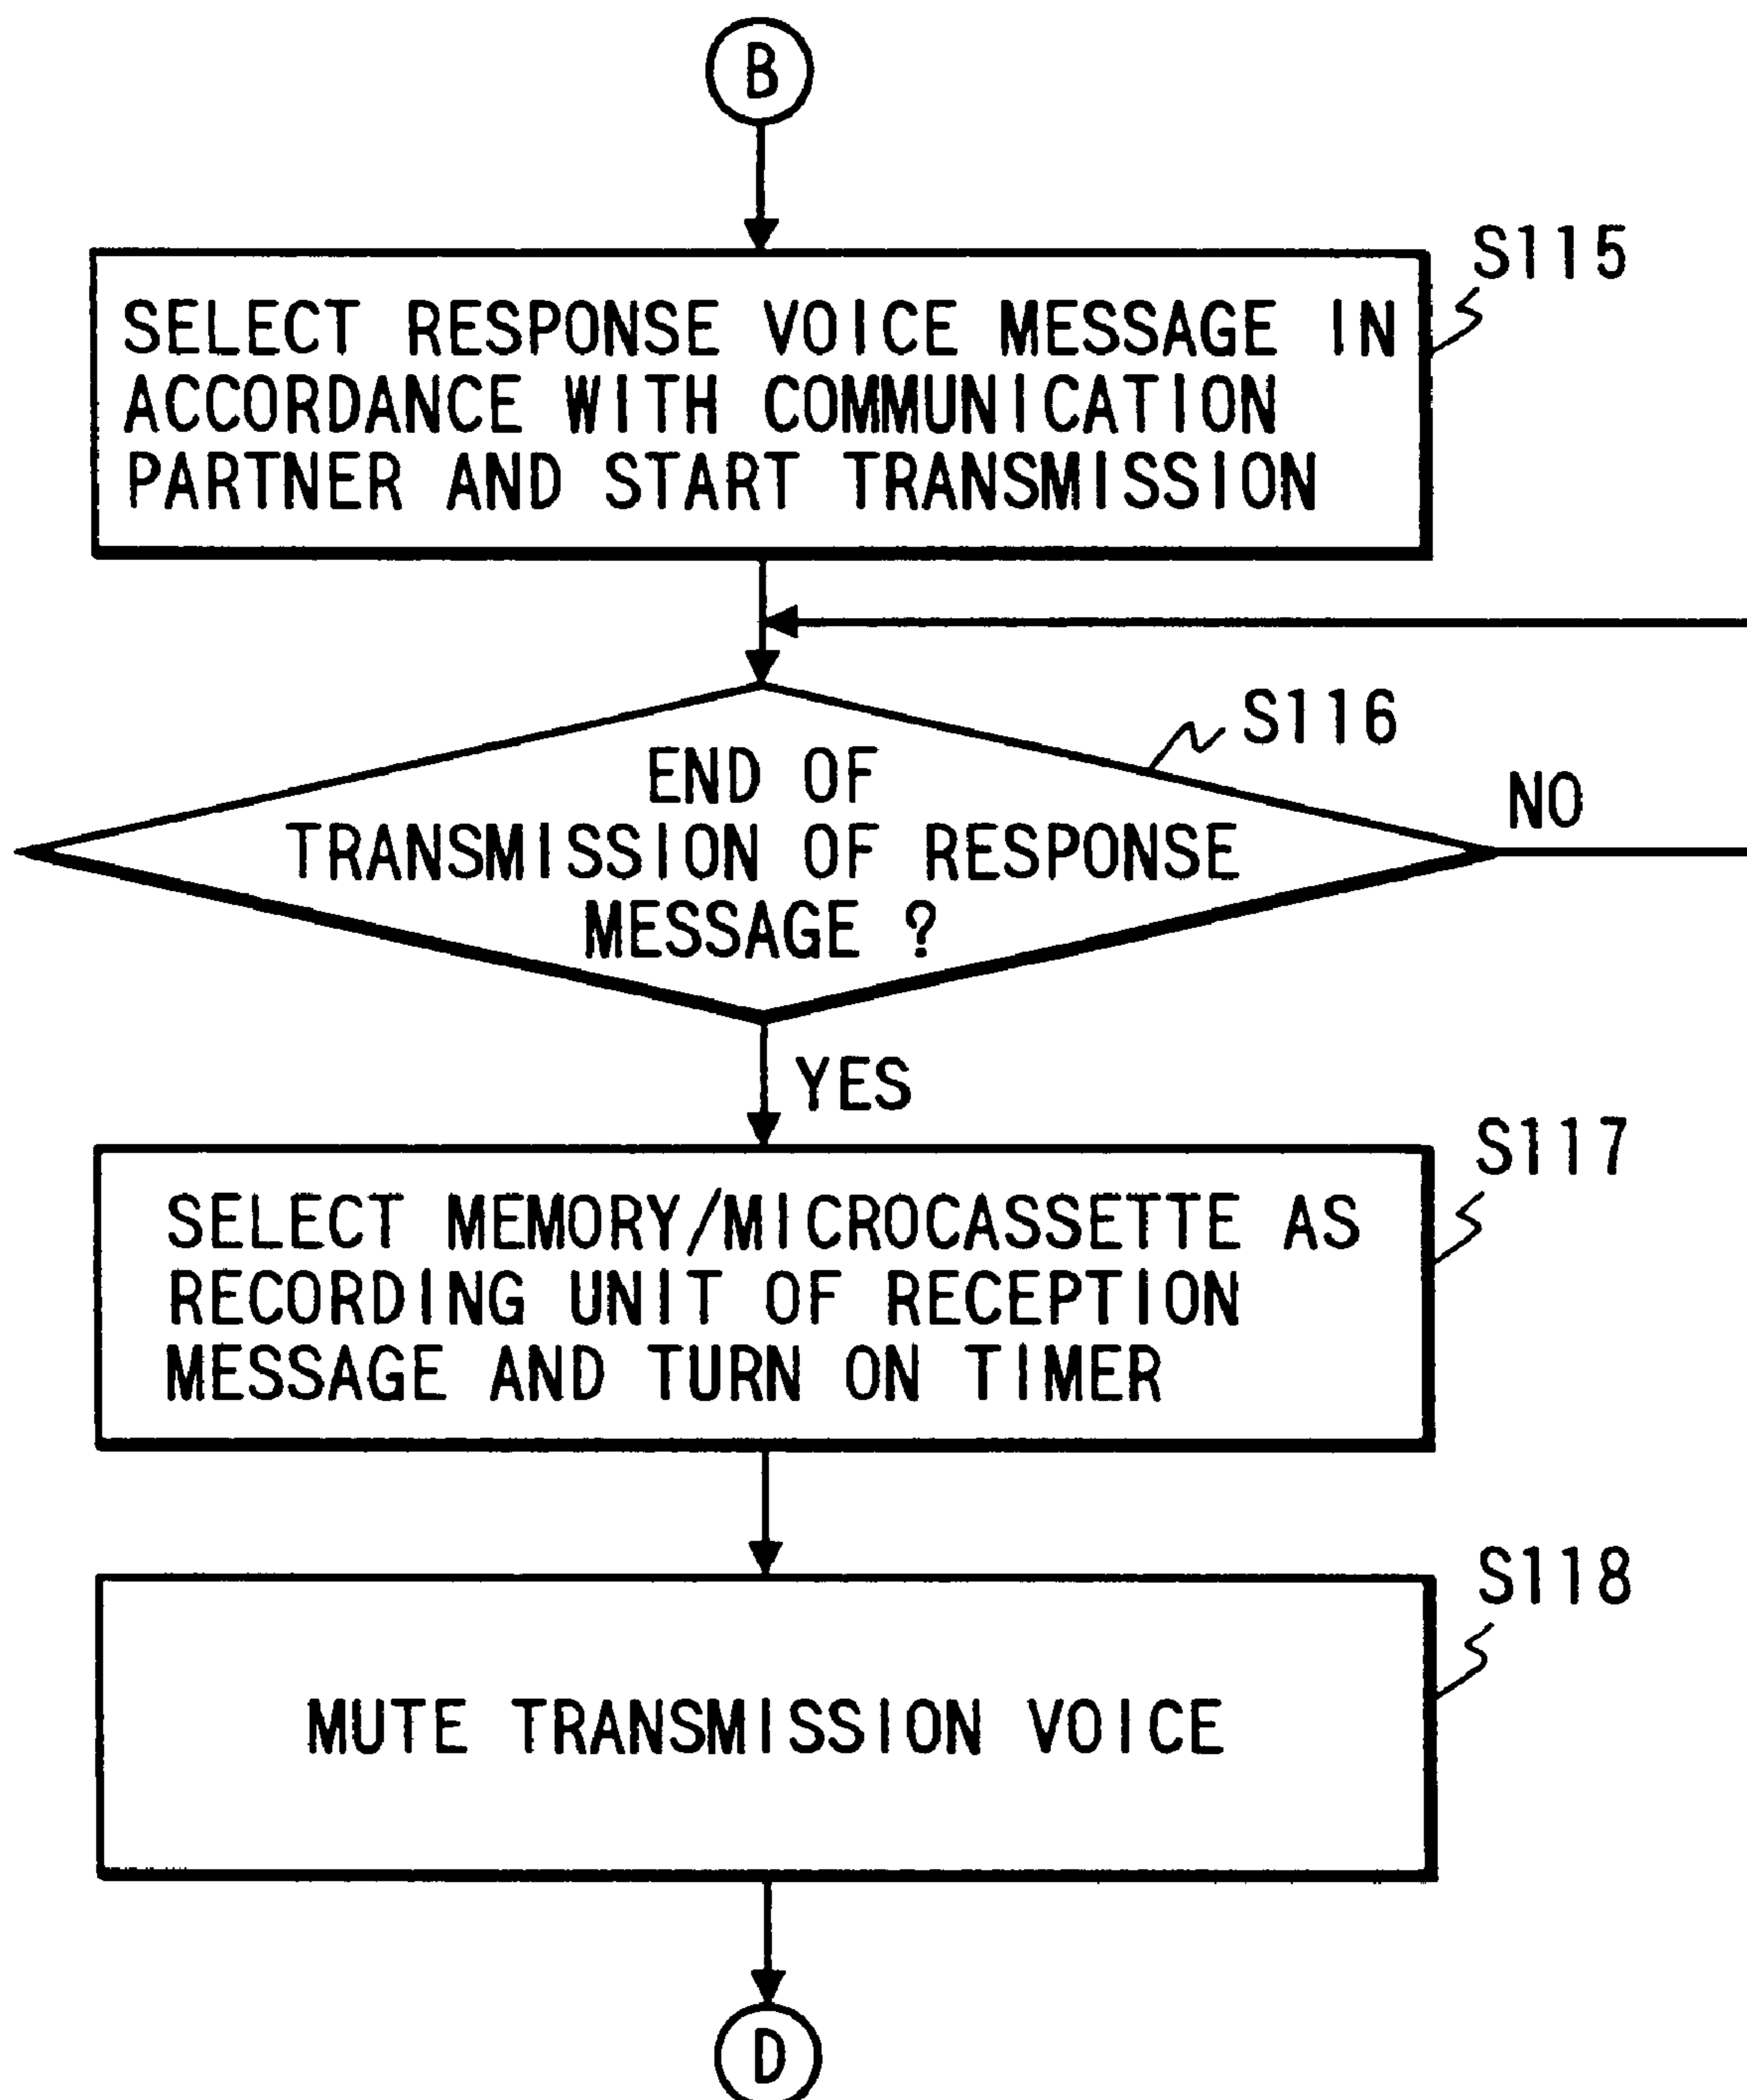 B
S115
SELECT RESPONSE VOICE MESSAGE IN
ACCORDANCE WITH COMMUNICATION
PARTNER AND START TRANSMISSION
S116
END OF
TRANSMISSION OF RESPONSE
MESSAGE ?
NO
YES
S117
SELECT MEMORY/MICROCASSETTE AS
RECORDING UNIT OF RECEPTION
MESSAGE AND TURN ON TIMER
S118
MUTE TRANSMISSION VOICE
D